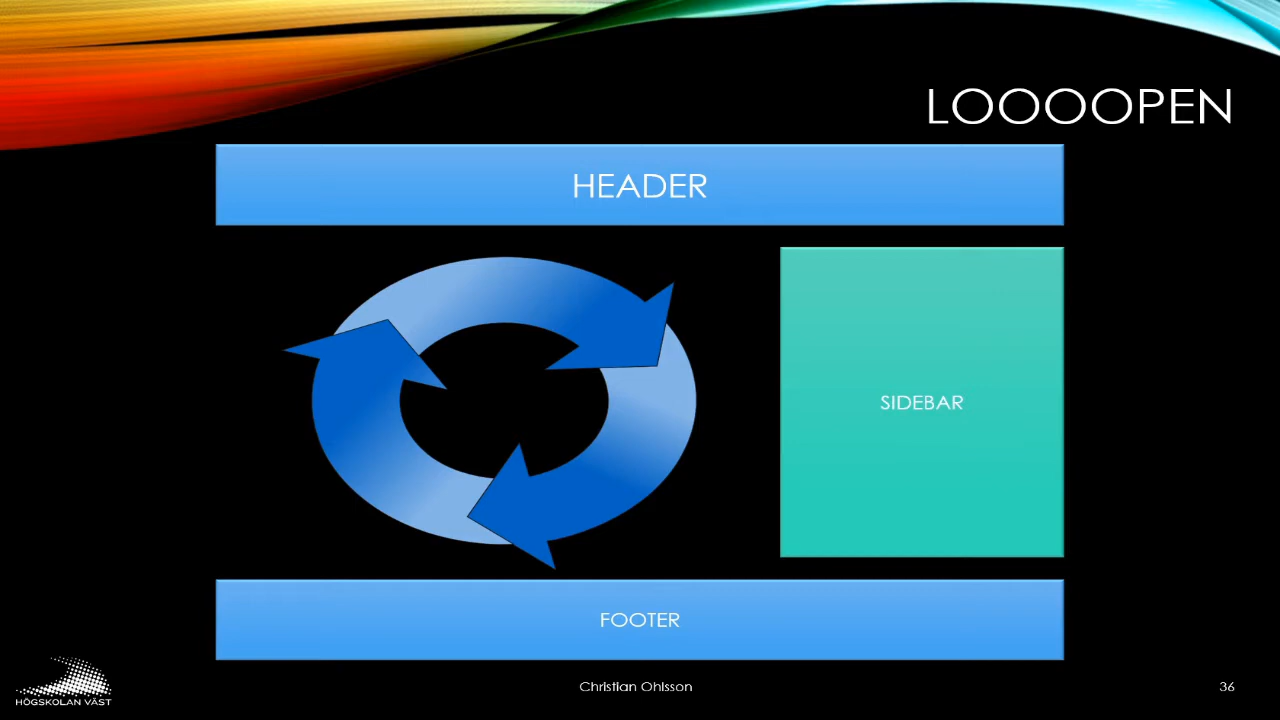 LOOOOPEN
HEADER
SIDEBAR
FOOTER
HÖGSKOLAN VÄST
Christian Ohlsson
36